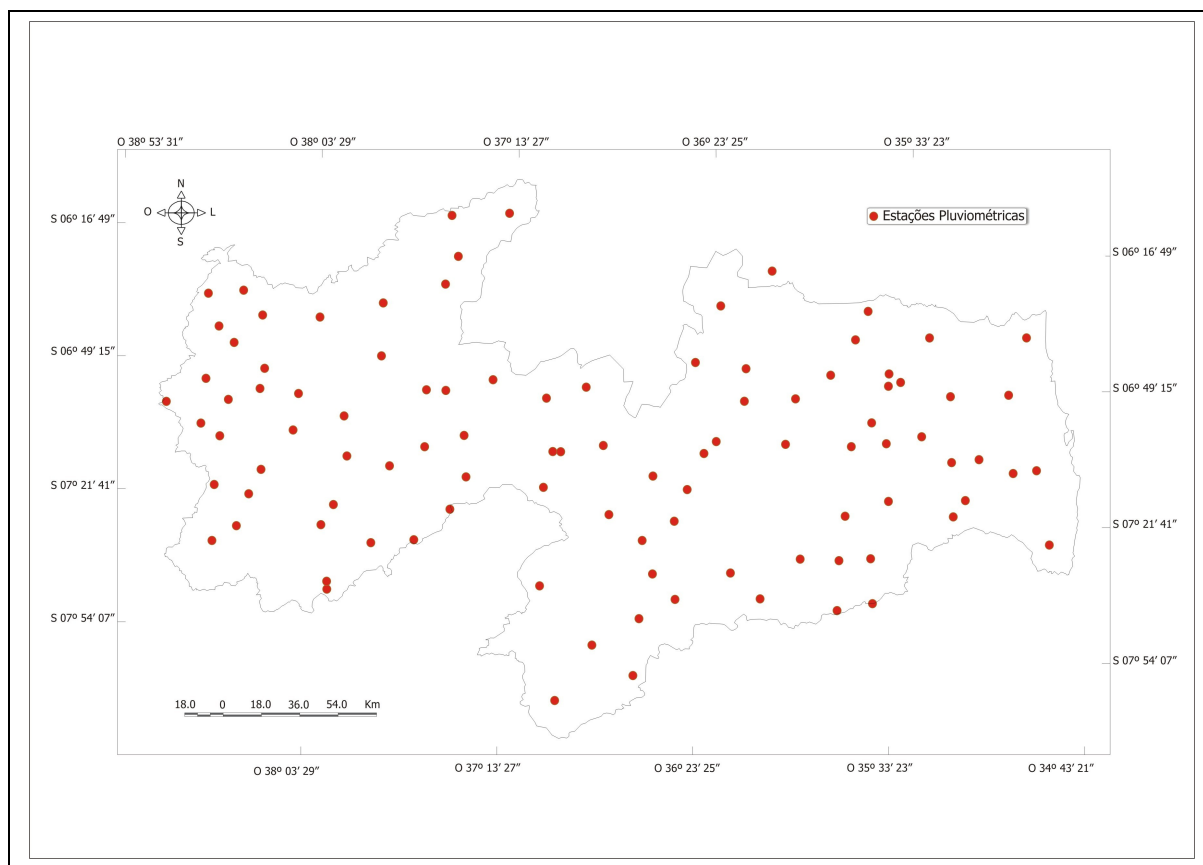 O 38º 53′ 31″ O 38º 03′ 29″ O 37º 13′ 27″ O 36º 23′ 25″ O 35º 33′ 23″
N
O L
S
S 06º 16′ 49″
Estações Pluviométricas
S 06º 16′ 49″
S 06º 49′ 15″
S 06º 49′ 15″
S 07º 21′ 41″
S 07º 21′ 41″
S 07º 54′ 07″
S 07º 54′ 07″
18.0 0 18.0 36.0 54.0 Km
O 38º 03′ 29″ O 37º 13′ 27″ O 36º 23′ 25″ O 35º 33′ 23″ O 34º 43′ 21″